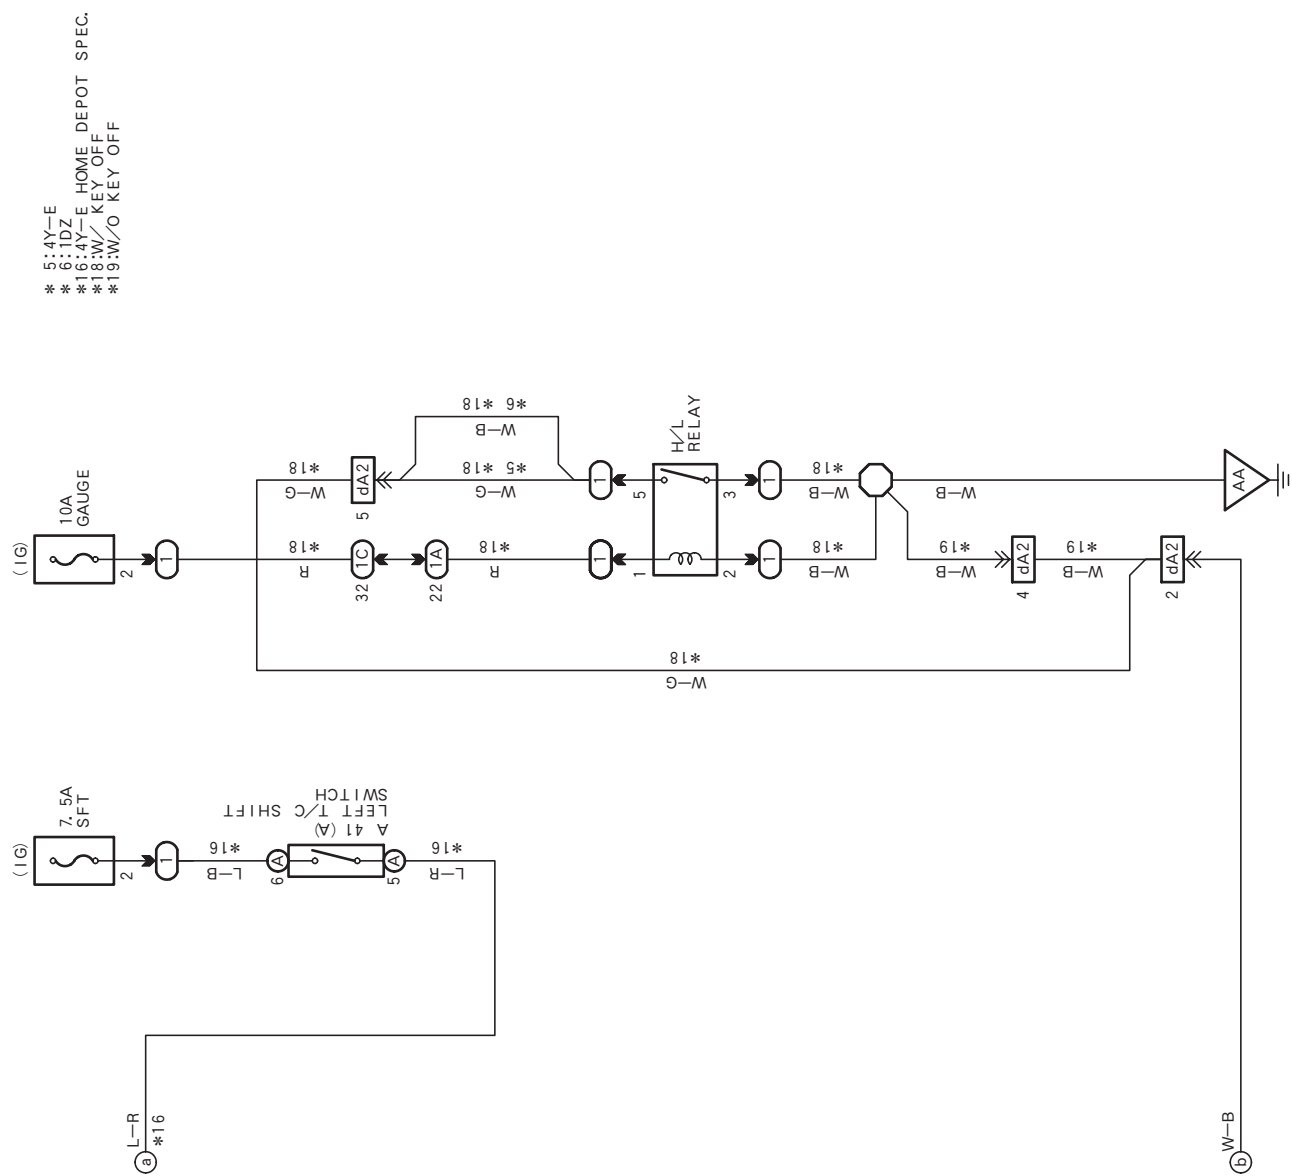 * 5:4Y-E
* 6:1DZ
*16:4Y-E HOME DEPOT SPEC.
*18:W/ KEY OFF
*19:W/O KEY OFF
(IG)
10A
GAUGE
2
1
R
*18
32
1C
22
1A
R
*18
1
1
2
1
W-B
*18
W-G
*18
5
dA2
W-G
*5 *18
W-B
*6 *18
1
5
H/L
RELAY
3
1
W-B
*18
W-B
AA
W-B
*19
4
dA2
W-B
*19
2
dA2
W-G
*18
(IG)
7.5A
SFT
2
1
L-B
*16
6
A
A 41 (A)
LEFT T/C SHIFT
SWITCH
5
A
L-R
*16
L-R
*16
a
W-B
b